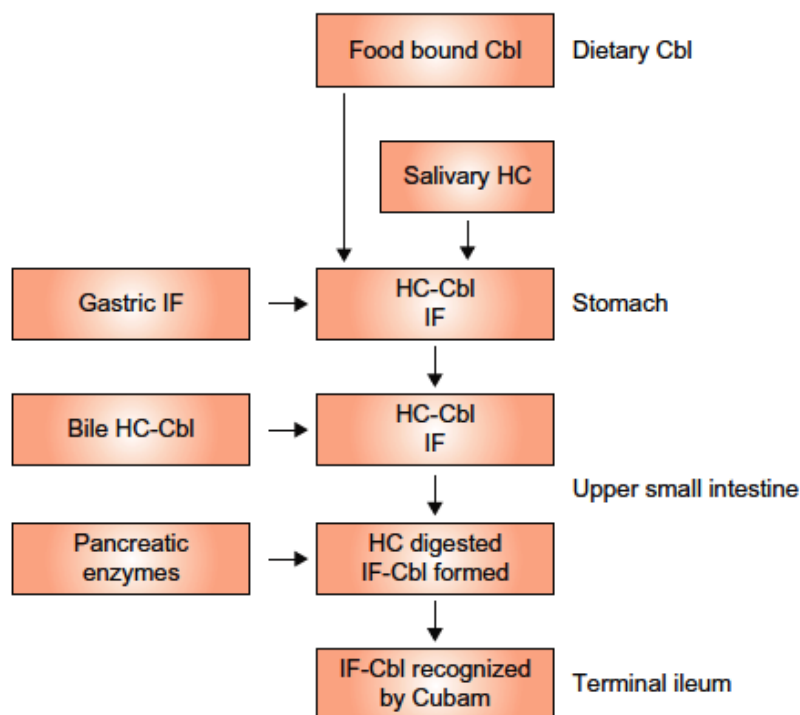 Food bound Cbl
Dietary Cbl
Salivary HC
Gastric IF
HC-Cbl
IF
Stomach
Bile HC-Cbl
HC-Cbl
IF
Upper small intestine
Pancreatic
enzymes
HC digested
IF-Cbl formed
IF-Cbl recognized
by Cubam
Terminal ileum